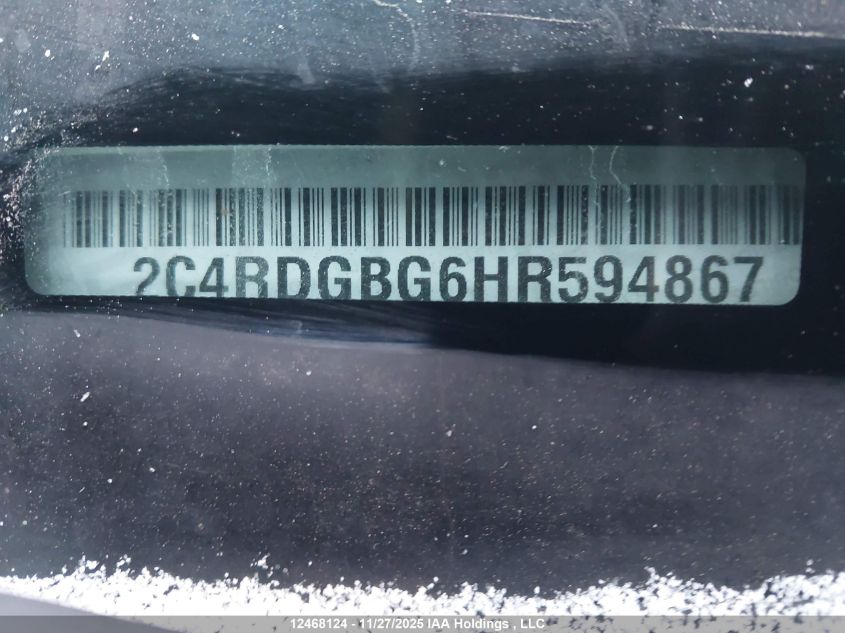 2C4RDGBG6HR594867
12468124 - 11/27/2025 IAA Holdings, LLC